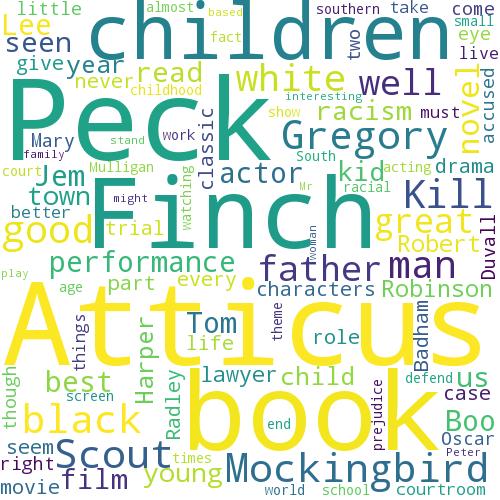 little almost based southern take come
Lee children fact two small eye
seen accused
give year live
never read childhood interesting
Peck white well novel
show racism must
Mary work classic Gregory
family stand South
court Mulligan watching actor acting drama
Jem might Finch kid Kill
town Mr racial
better great
good trial woman Robert Duvall
performance father man
age part every characters Robinson
Atticus
things Tom theme Badham
life role
Harper
though best Radley lawyer child us
screen book prejudice defend case
black end Boo
seem Scout Oscar
right film times Mockingbird Peter
movie young world school courtroom
play